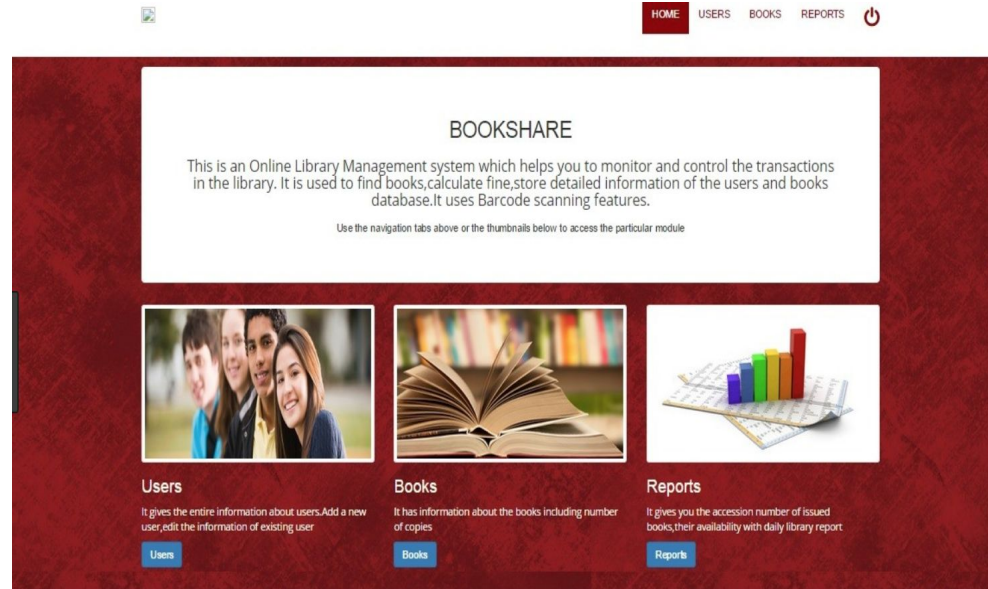 HOME USERS BOOKS REPORTS
BOOKSHARE
This is an Online Library Management system which helps you to monitor and control the transactions
in the library. It is used to find books,calculate fine,store detailed information of the users and books
database.It uses Barcode scanning features.
Use the navigation tabs above or the thumbnails below to access the particular module
Users
It gives the entire information about users.Add a new
user,edit the information of existing user
Users
Books
It has information about the books including number
of copies
Books
Reports
It gives you the accession number of issued
books,their availability with daily library report
Reports